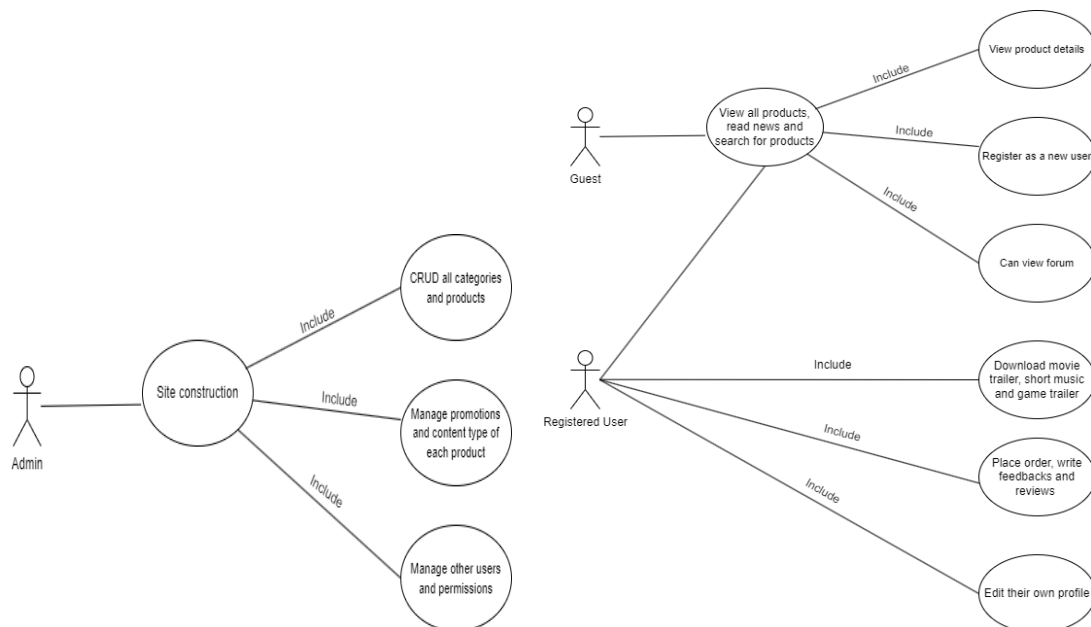 View product details
Include
View all products,
read news and
search for products
Include
Register as a new user
Guest
Include
Can view forum
CRUD all categories
and products
Include
Site construction
Include
Manage promotions
and content type of
each product
Admin
Include
Manage other users
and permissions
Include
Download movie
trailer, short music
and game trailer
Registered User
Include
Place order, write
feedbacks and
reviews
Include
Edit their own profile